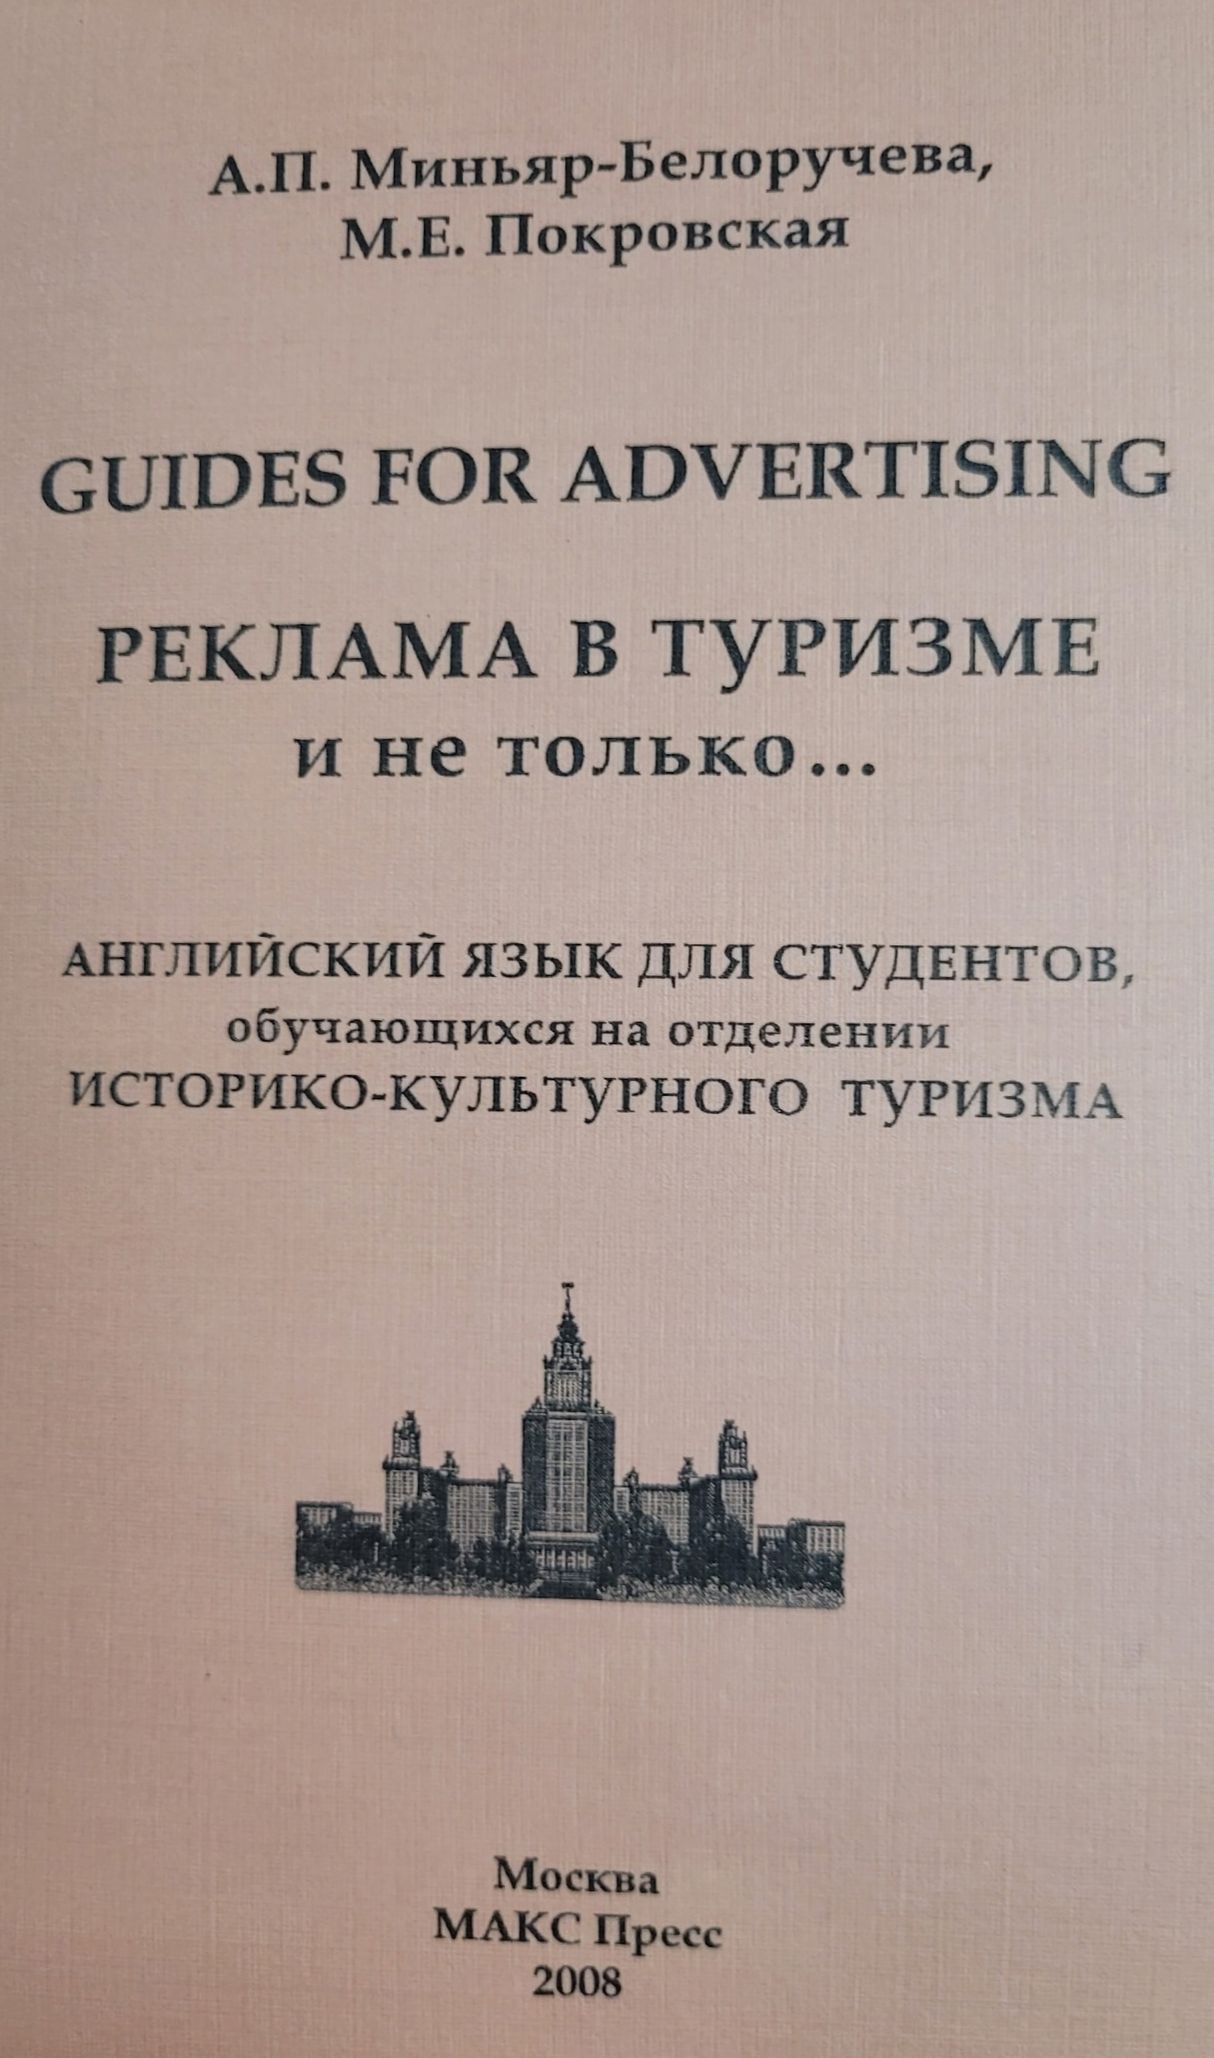 А.П. Миньяр-Белоручева,
М.Е. Покровская
GUIDES FOR ADVERTISING
РЕКЛАМА В ТУРИЗМЕ
и не только...
АНГЛИЙСКИЙ ЯЗЫК ДЛЯ СТУДЕНТОВ,
обучающихся на отделении
ИСТОРИКО-КУЛЬТУРНОГО ТУРИЗМА
Москва
МАКС Пресс
2008